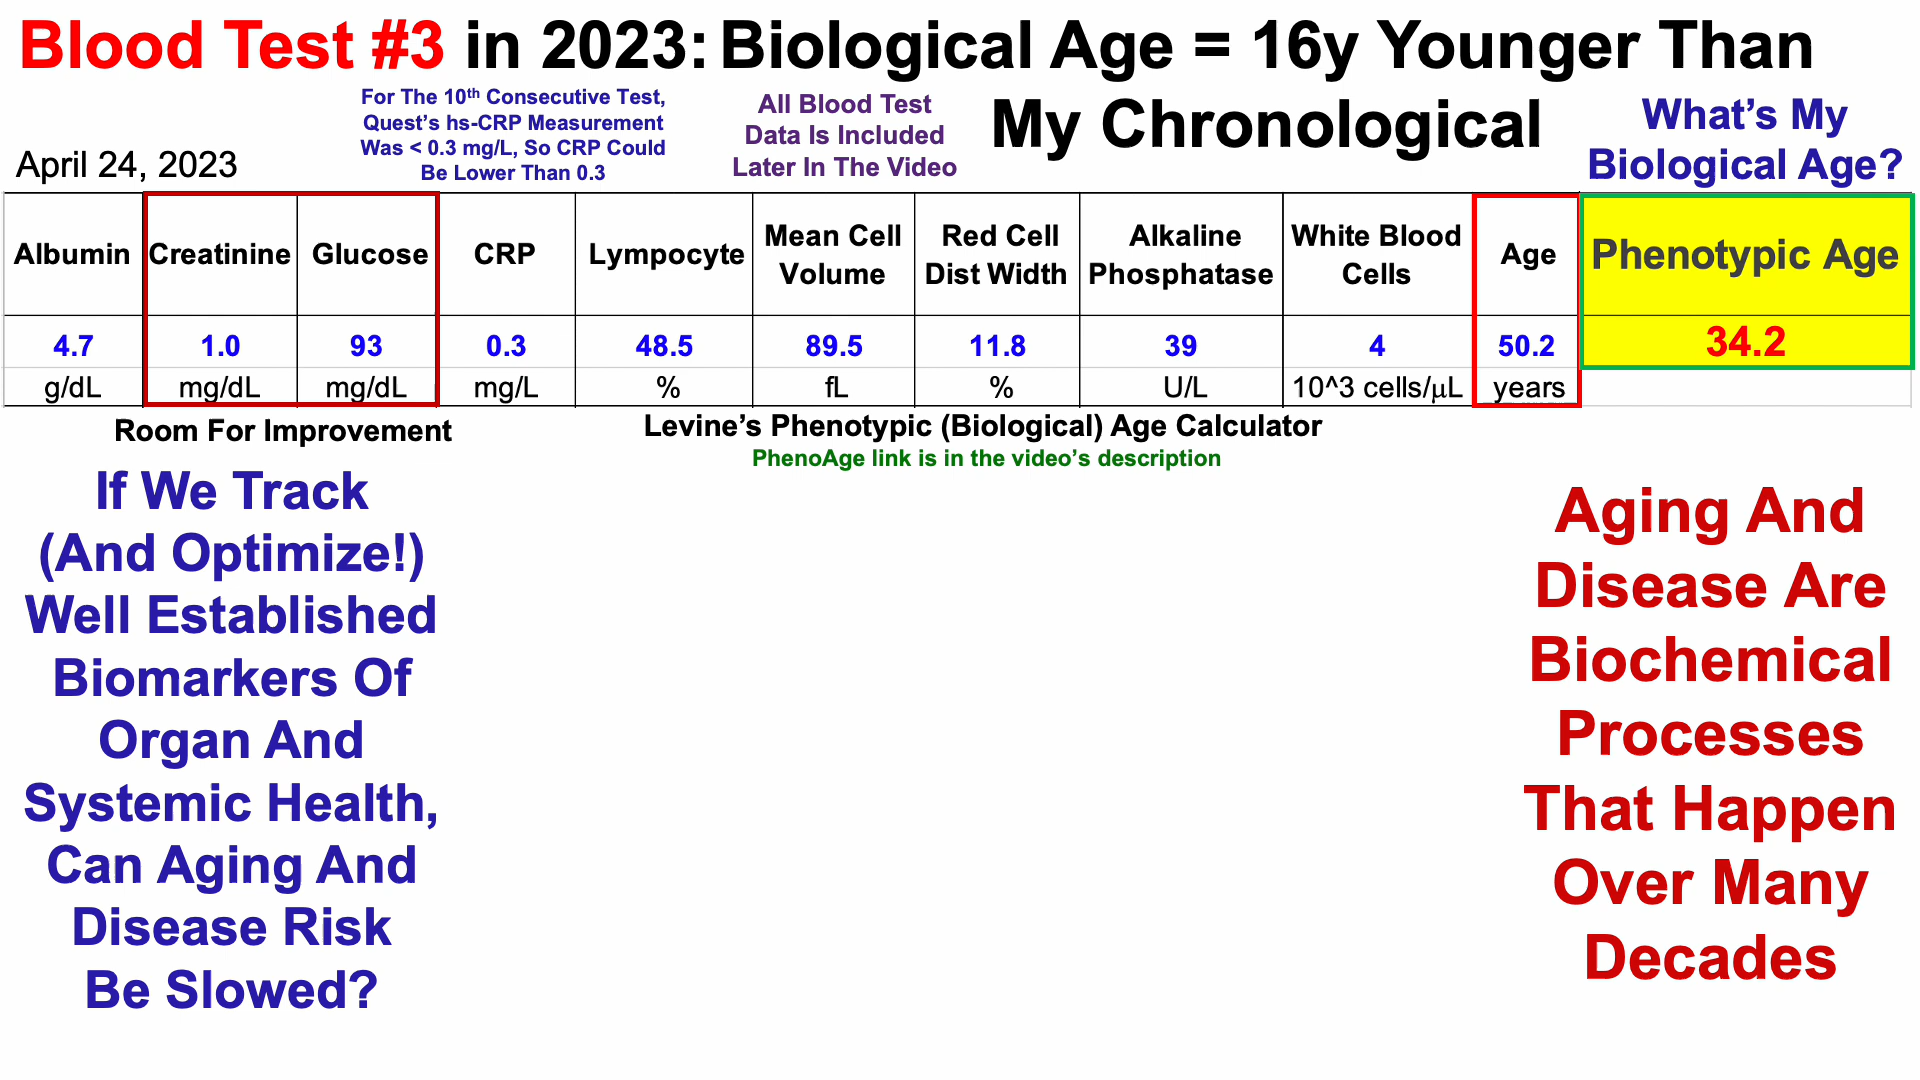 Blood Test #3 in 2023: Biological Age = 16y Younger Than
My Chronological
For The 10th Consecutive Test,
Quest's hs-CRP Measurement
Was < 0.3 mg/L, So CRP Could
Be Lower Than 0.3
All Blood Test
Data Is Included
Later In The Video
What's My
Biological Age?
April 24, 2023
Albumin Creatinine Glucose CRP Lympocyte Mean Cell Volume Red Cell Dist Width Alkaline Phosphatase White Blood Cells Age Phenotypic Age
4.7 1.0 93 0.3 48.5 89.5 11.8 39 4 50.2 34.2
g/dL mg/dL mg/dL mg/L % fL % U/L 10^3 cells/µL years
Room For Improvement
Levine's Phenotypic (Biological) Age Calculator
PhenoAge link is in the video's description
If We Track
(And Optimize!)
Well Established
Biomarkers Of
Organ And
Systemic Health,
Can Aging And
Disease Risk
Be Slowed?
Aging And
Disease Are
Biochemical
Processes
That Happen
Over Many
Decades